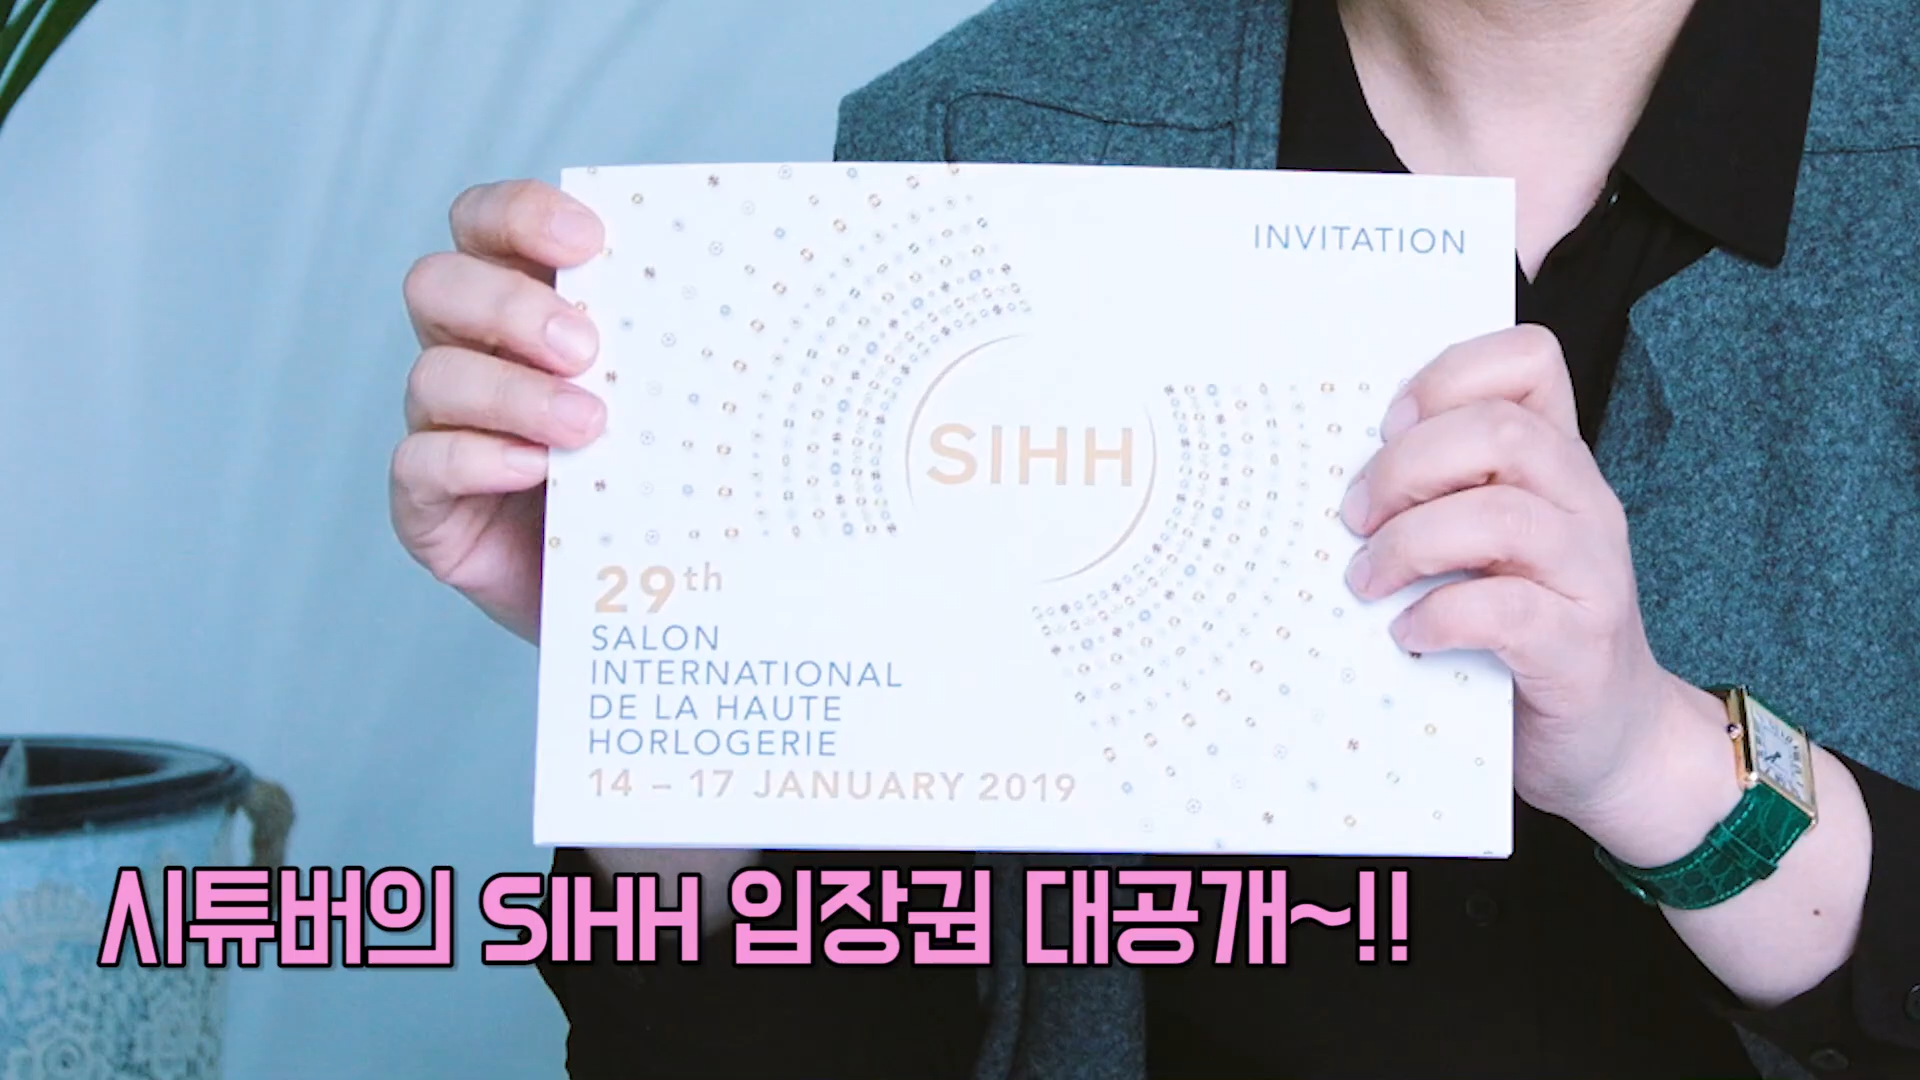 INVITATION
SIHH
29th
SALON
INTERNATIONAL
DE LA HAUTE
HORLOGERIE
14 – 17 JANUARY 2019
시튜버의 SIHH 입장권 대공개~!!